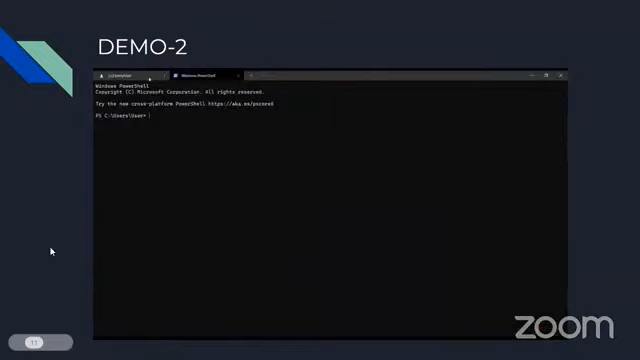 DEMO-2
Windows PowerShell
Windows PowerShell
Copyright (C) Microsoft Corporation. All rights reserved.
Try the new cross-platform PowerShell https://aka.ms/pscore6
PS C:\Users\User>
zoom
11